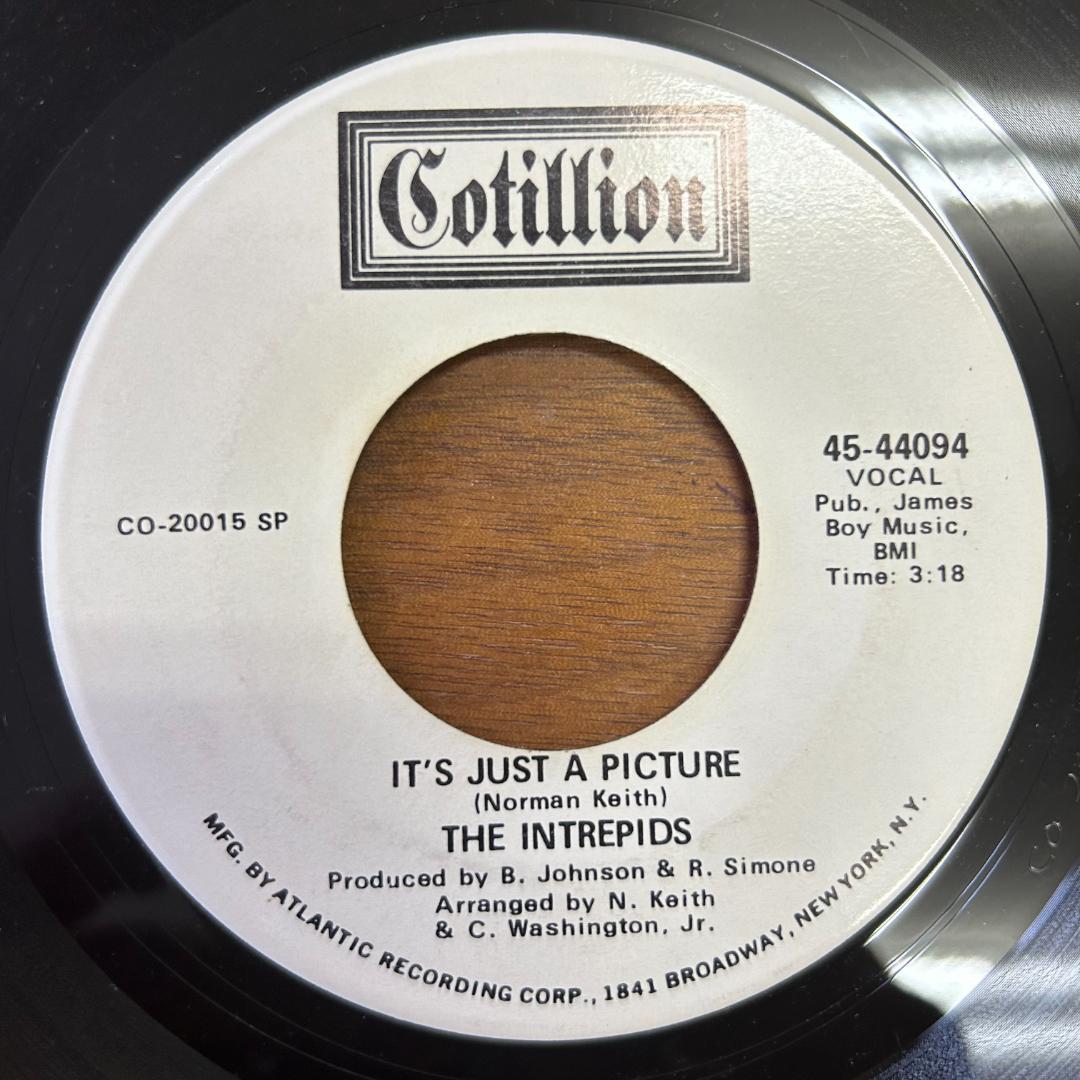 Cotillion
45-44094
VOCAL
Pub., James
Boy Music,
BMI
Time: 3:18
CO-20015 SP
IT'S JUST A PICTURE
(Norman Keith)
THE INTREPIDS
Produced by B. Johnson & R. Simone
Arranged by N. Keith
& C. Washington, Jr.
MFG. BY ATLANTIC RECORDING CORP., 1841 BROADWAY, NEW YORK, N.Y.
CO